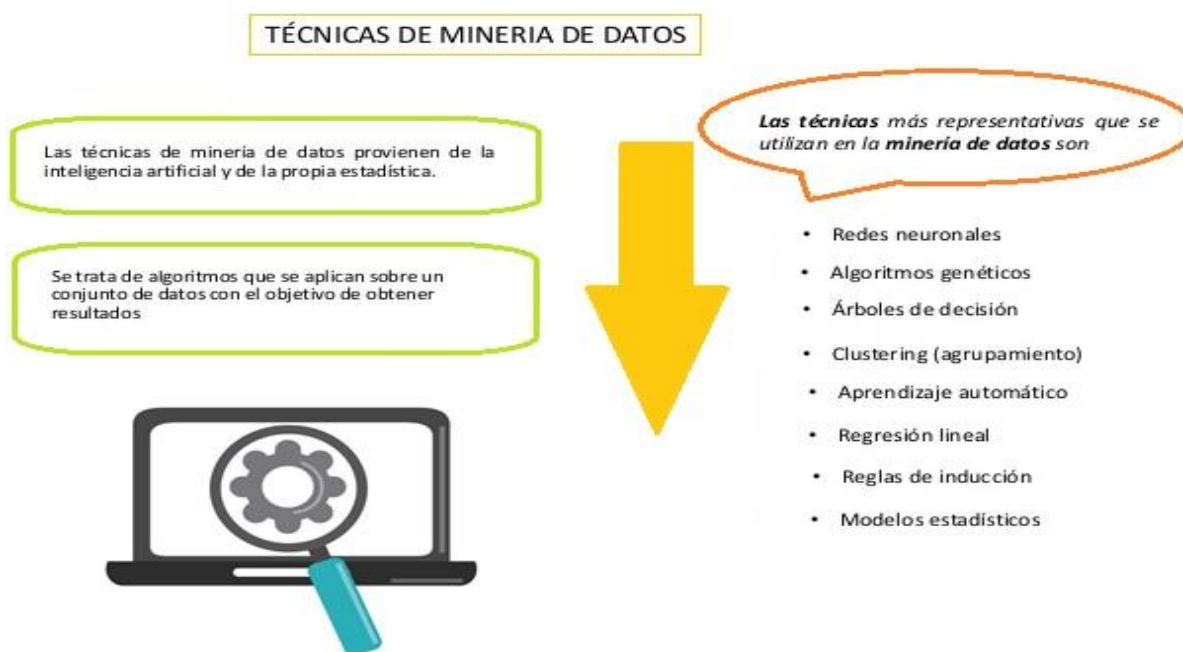 TÉCNICAS DE MINERIA DE DATOS
Las técnicas de minería de datos provienen de la
inteligencia artificial y de la propia estadística.
Se trata de algoritmos que se aplican sobre un
conjunto de datos con el objetivo de obtener
resultados
Las técnicas más representativas que se
utilizan en la minería de datos son
• Redes neuronales
• Algoritmos genéticos
• Árboles de decisión
• Clustering (agrupamiento)
• Aprendizaje automático
• Regresión lineal
• Reglas de inducción
• Modelos estadísticos